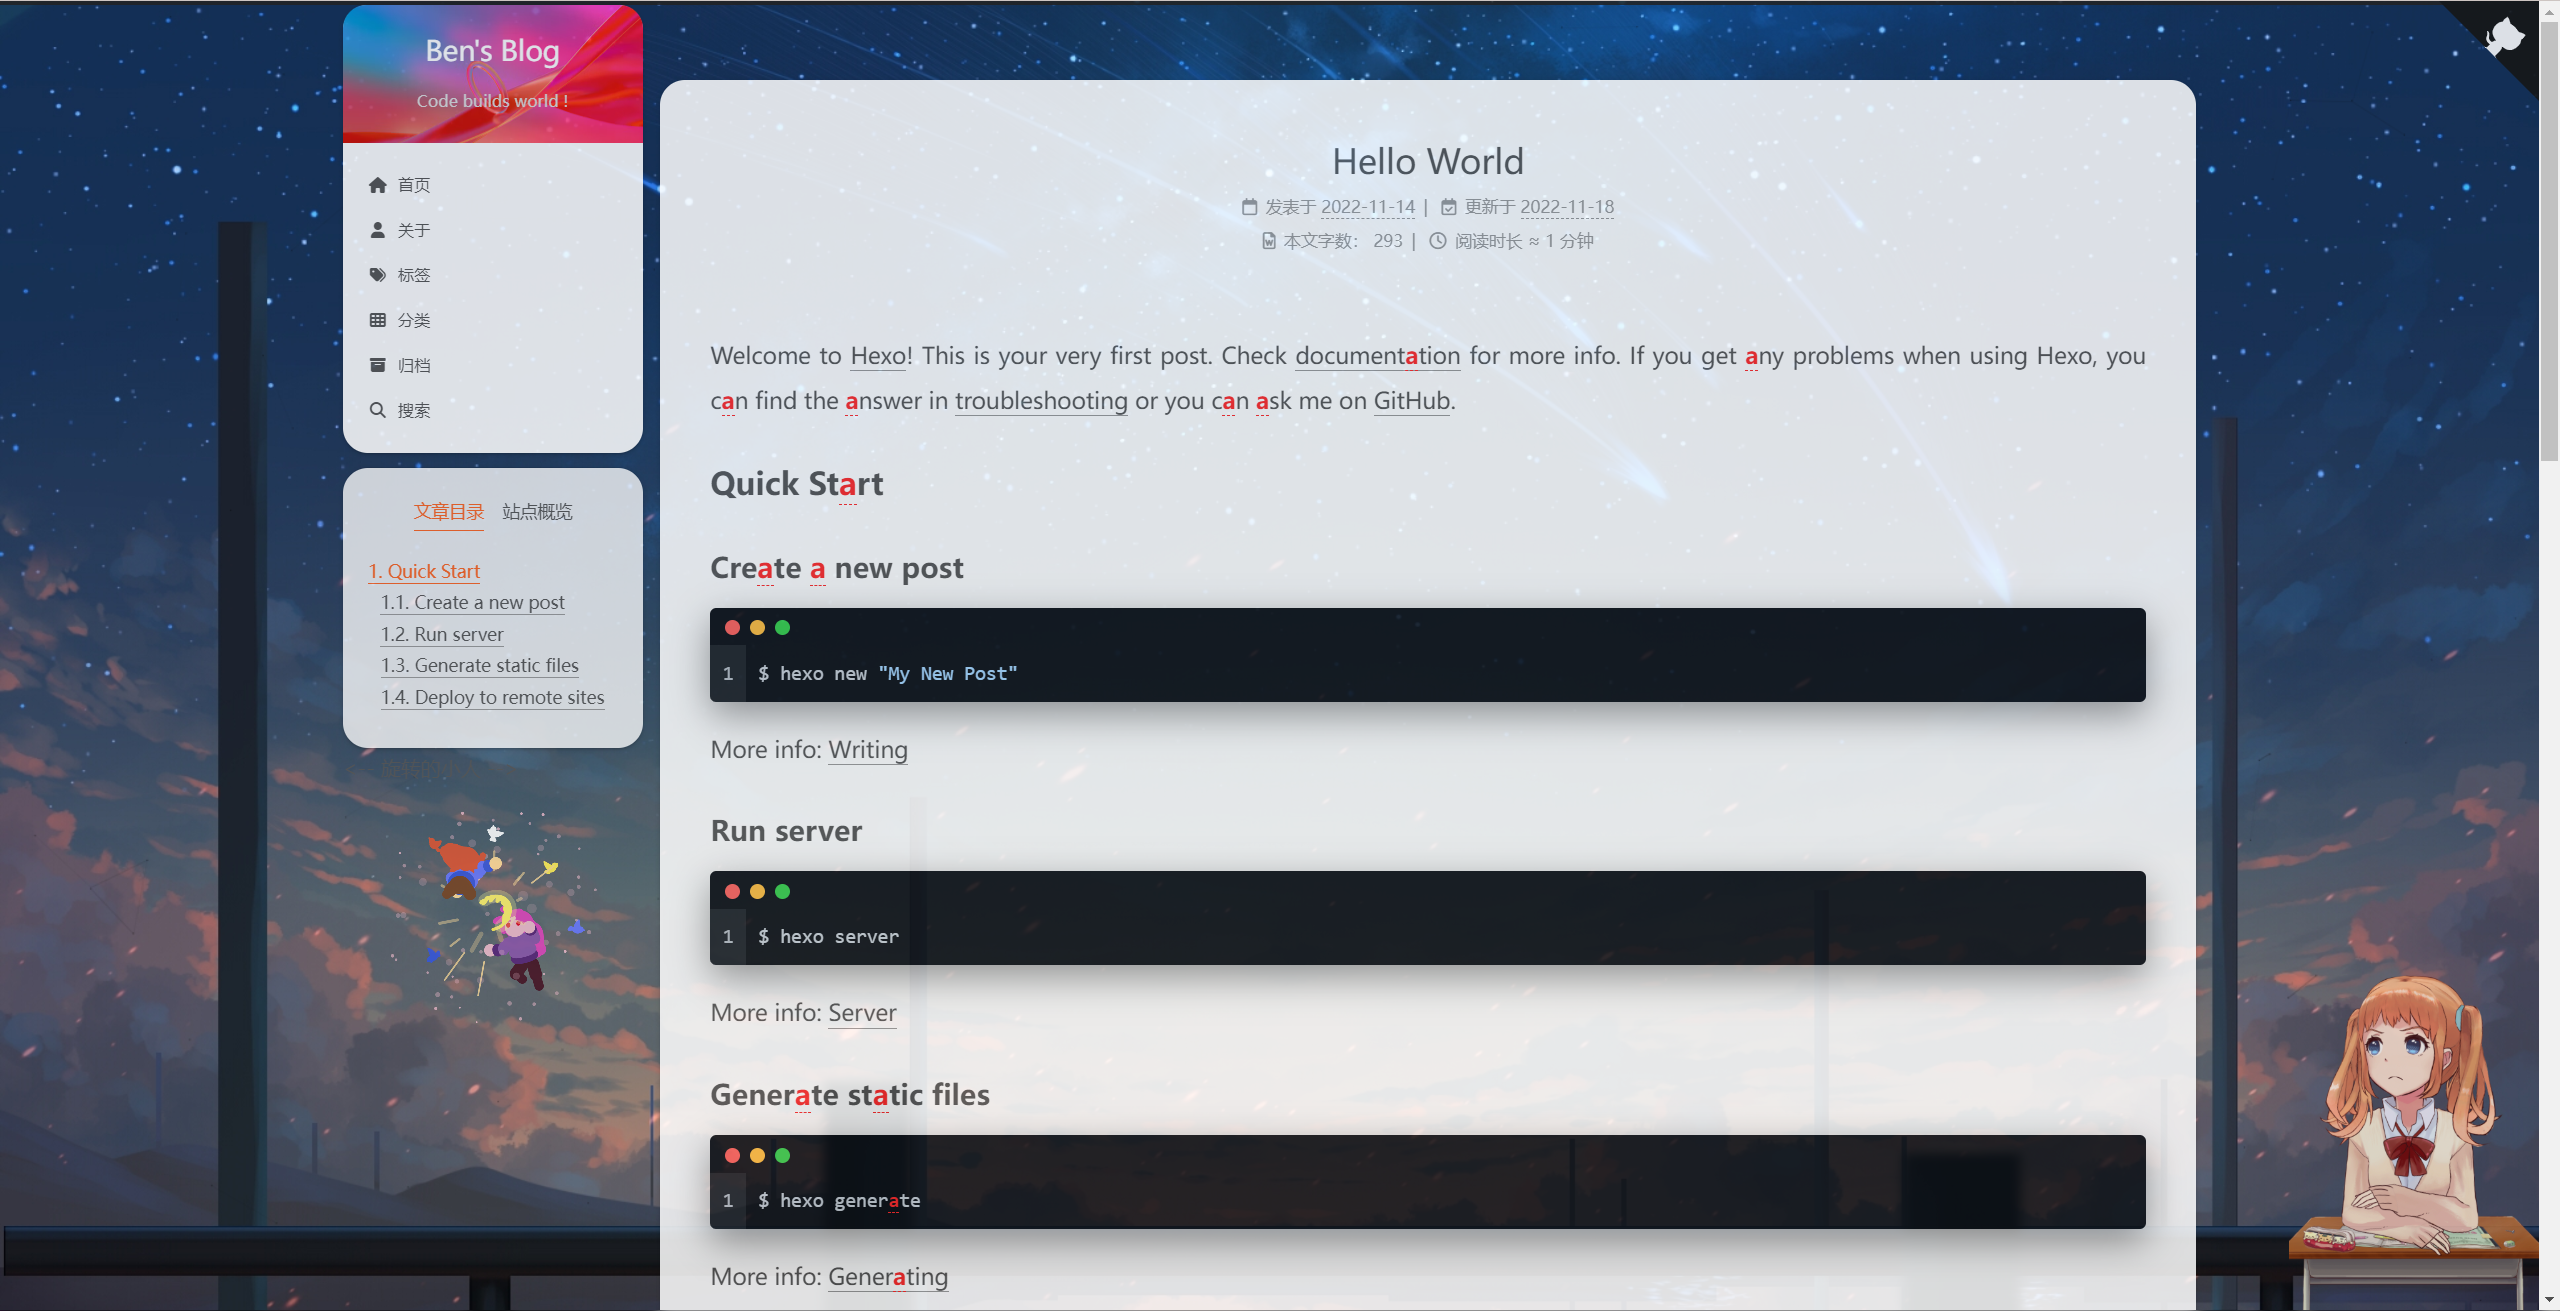 Ben's Blog
Code builds world !
首页
关于
标签
分类
归档
搜索
文章目录 站点概览
1. Quick Start
1.1. Create a new post
1.2. Run server
1.3. Generate static files
1.4. Deploy to remote sites
Hello World
发表于 2022-11-14 | 更新于 2022-11-18
本文字数： 293 | 阅读时长 ≈ 1 分钟
Welcome to Hexo! This is your very first post. Check documentation for more info. If you get any problems when using Hexo, you
can find the answer in troubleshooting or you can ask me on GitHub.
Quick Start
Create a new post
1 $ hexo new "My New Post"
More info: Writing
Run server
1 $ hexo server
More info: Server
Generate static files
1 $ hexo generate
More info: Generating